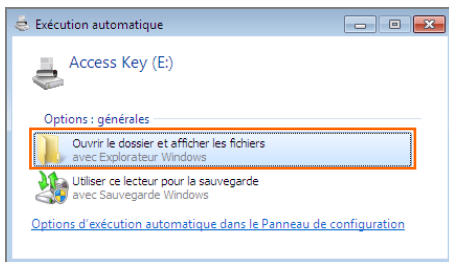 Exécution automatique
Access Key (E:)
Options : générales
Ouvrir le dossier et afficher les fichiers
avec Explorateur Windows
Utiliser ce lecteur pour la sauvegarde
avec Sauvegarde Windows
Options d'exécution automatique dans le Panneau de configuration